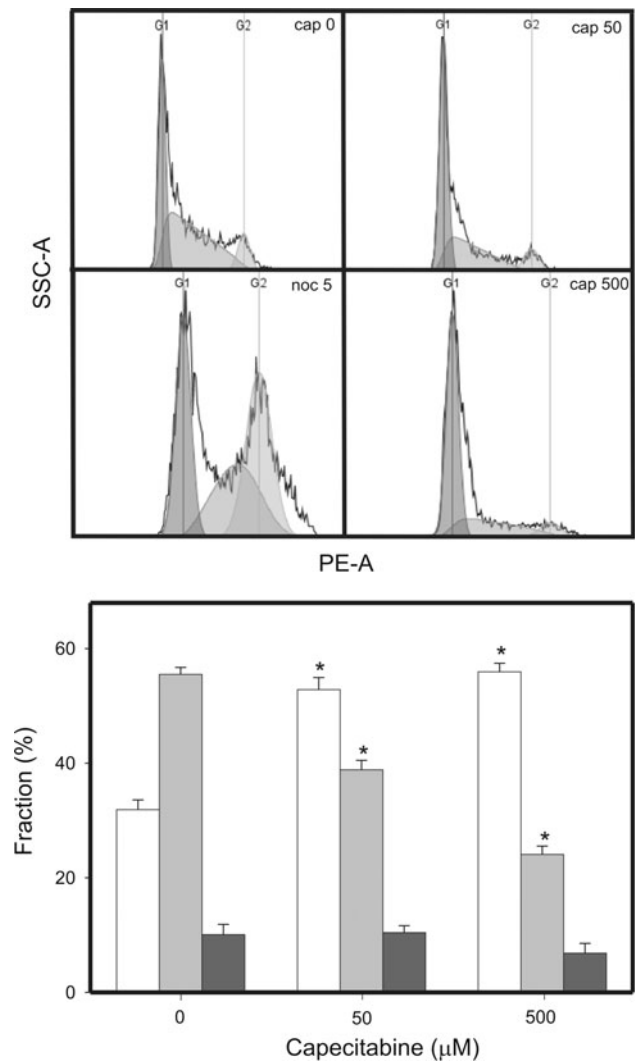 G1 G2 cap 0
G1 G2 cap 50
G1 G2 noc 5
G1 G2 cap 500
SSC-A
PE-A
60
40
20
0
Fraction (%)
* * * *
0 50 500
Capecitabine (µM)